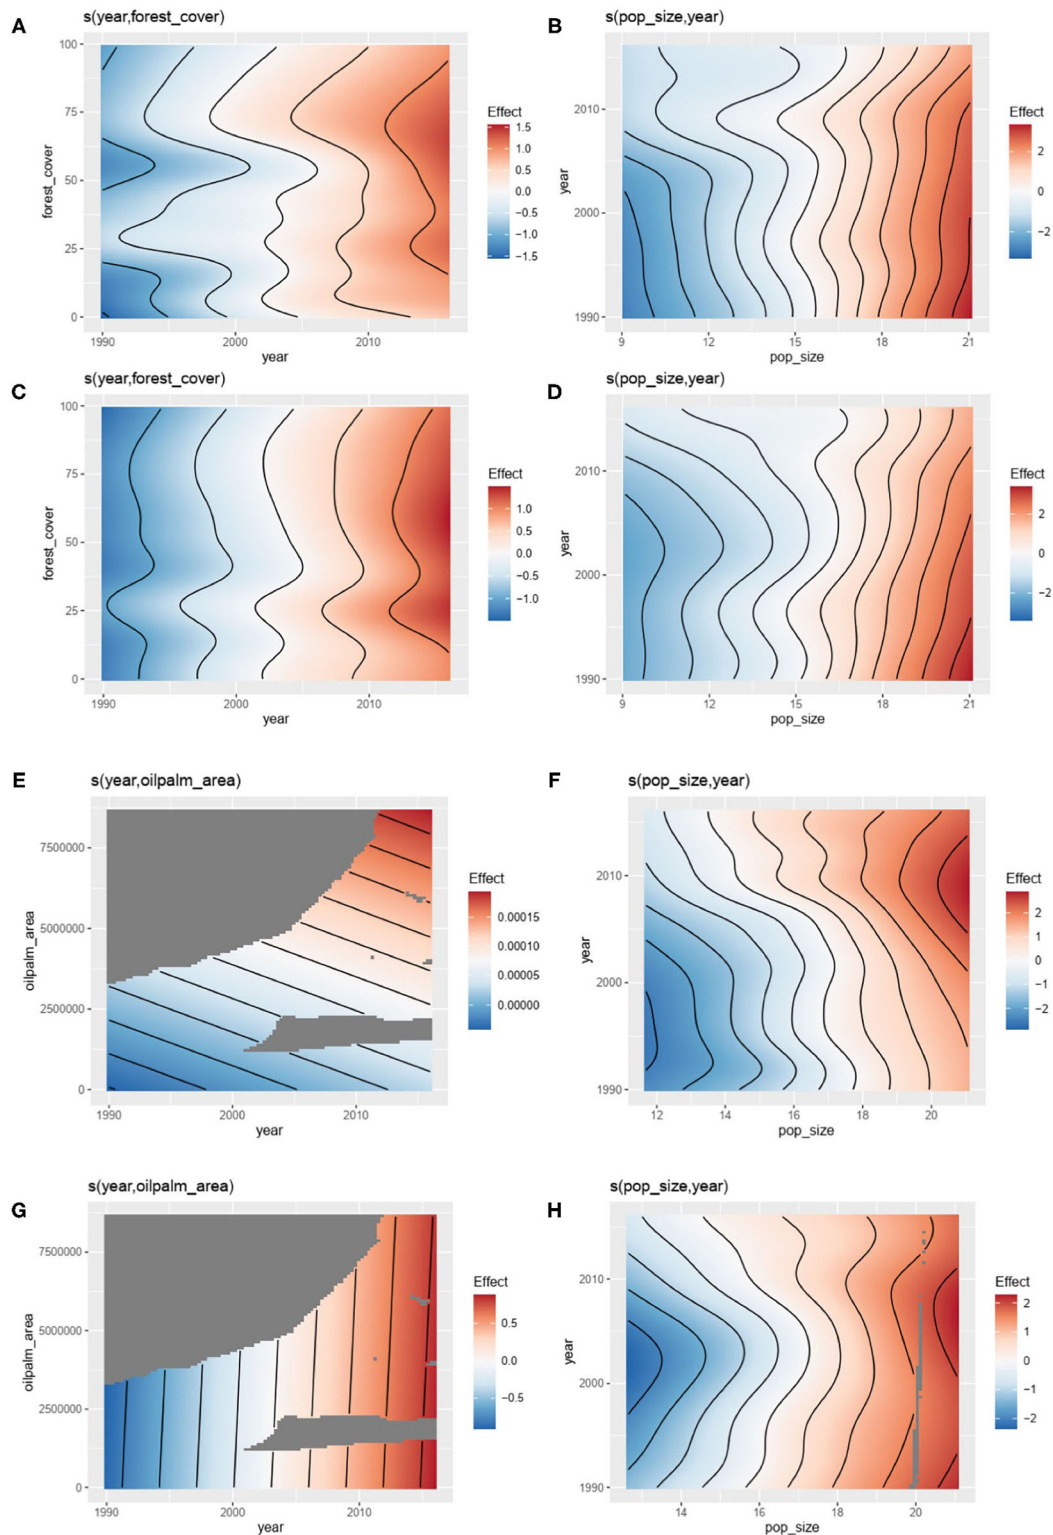 A
s(year,forest_cover)
100
75
50
25
0
forest_cover
1990
2000
2010
year
Effect
1.5
1.0
0.5
0.0
−0.5
−1.0
−1.5
B
s(pop_size,year)
2010
2000
1990
year
9
12
15
18
21
pop_size
Effect
2
0
−2
C
s(year,forest_cover)
100
75
50
25
0
forest_cover
1990
2000
2010
year
Effect
1.0
0.5
0.0
−0.5
−1.0
D
s(pop_size,year)
2010
2000
1990
year
9
12
15
18
21
pop_size
Effect
2
0
−2
E
s(year,oilpalm_area)
7500000
5000000
2500000
0
oilpalm_area
1990
2000
2010
year
Effect
0.00015
0.00010
0.00005
0.00000
F
s(pop_size,year)
2010
2000
1990
year
12
14
16
18
20
pop_size
Effect
2
1
0
−1
−2
G
s(year,oilpalm_area)
7500000
5000000
2500000
0
oilpalm_area
1990
2000
2010
year
Effect
0.5
0.0
−0.5
H
s(pop_size,year)
2010
2000
1990
year
14
16
18
20
pop_size
Effect
2
1
0
−1
−2